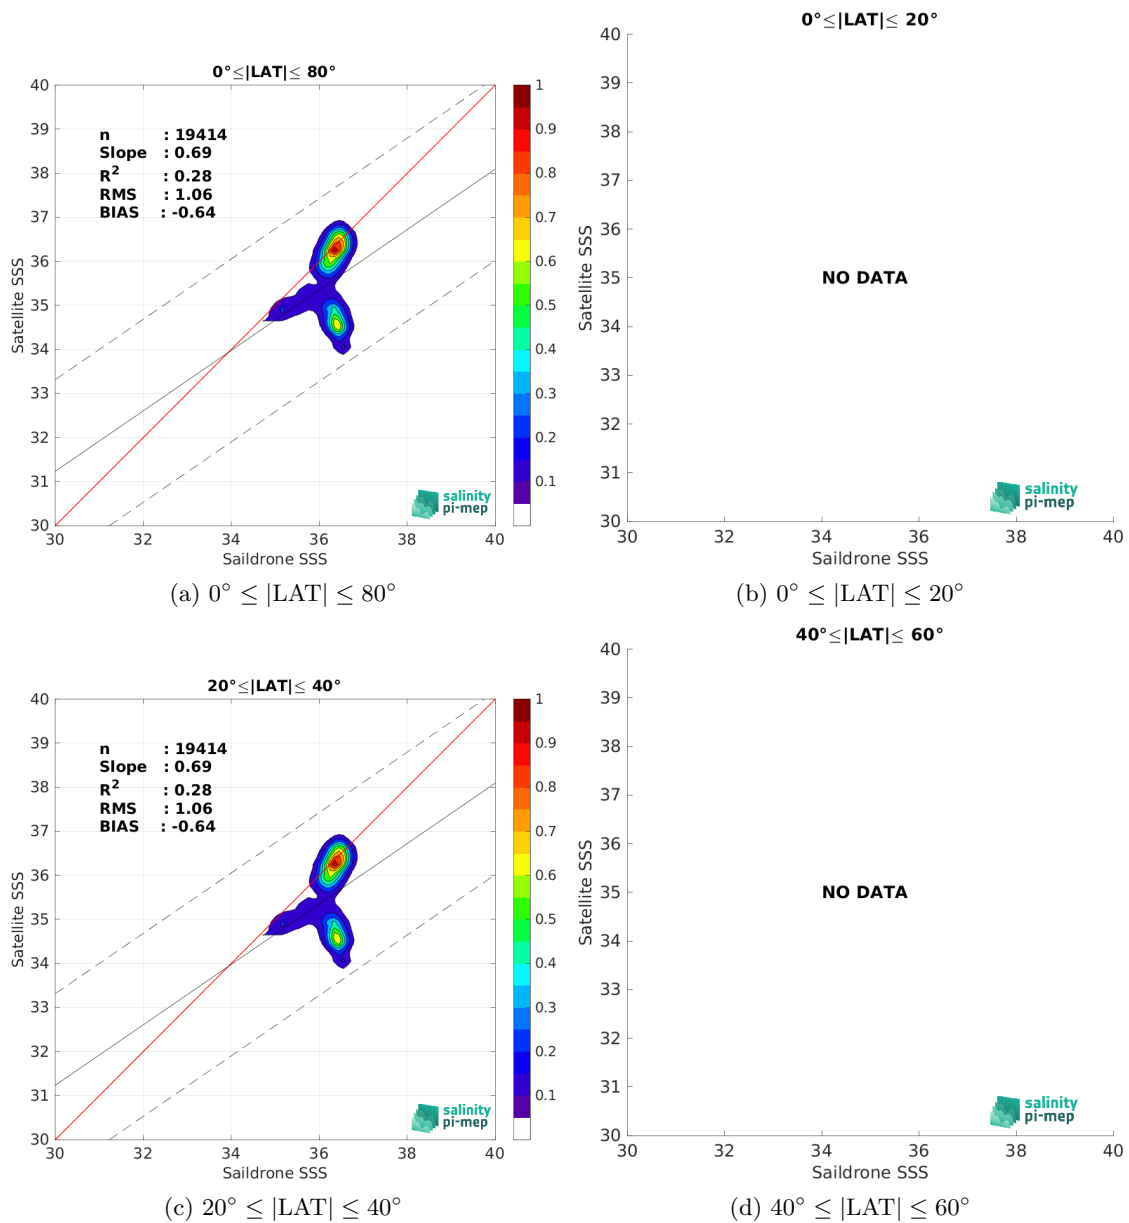 0°≤|LAT|≤ 80°
40
39
38
37
36
35
34
33
32
31
30
Satellite SSS
n : 19414
Slope : 0.69
R² : 0.28
RMS : 1.06
BIAS : -0.64
salinity
pi-mep
30 32 34 36 38 40
Saildrone SSS
1
0.9
0.8
0.7
0.6
0.5
0.4
0.3
0.2
0.1
(a) 0° ≤ |LAT| ≤ 80°
0°≤|LAT|≤ 20°
40
39
38
37
36
35
34
33
32
31
30
Satellite SSS
NO DATA
salinity
pi-mep
30 32 34 36 38 40
Saildrone SSS
(b) 0° ≤ |LAT| ≤ 20°
20°≤|LAT|≤ 40°
40
39
38
37
36
35
34
33
32
31
30
Satellite SSS
n : 19414
Slope : 0.69
R² : 0.28
RMS : 1.06
BIAS : -0.64
salinity
pi-mep
30 32 34 36 38 40
Saildrone SSS
1
0.9
0.8
0.7
0.6
0.5
0.4
0.3
0.2
0.1
(c) 20° ≤ |LAT| ≤ 40°
40°≤|LAT|≤ 60°
40
39
38
37
36
35
34
33
32
31
30
Satellite SSS
NO DATA
salinity
pi-mep
30 32 34 36 38 40
Saildrone SSS
(d) 40° ≤ |LAT| ≤ 60°